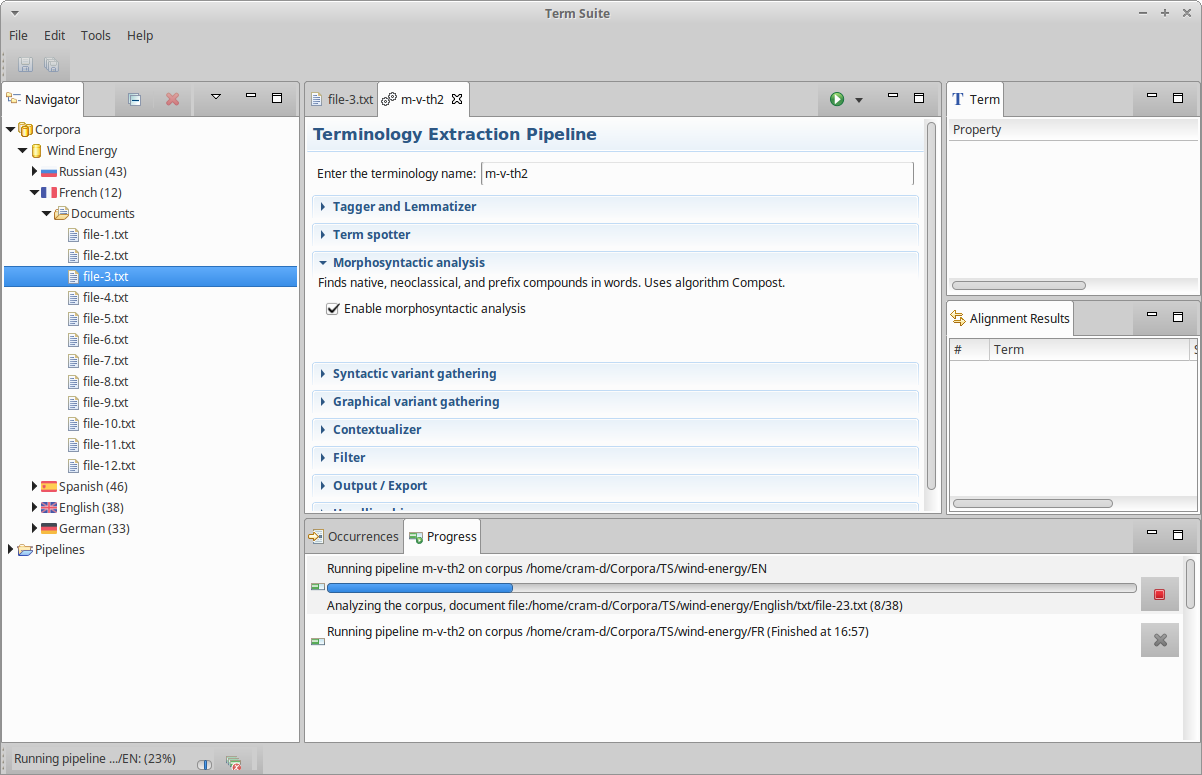 Term Suite
File Edit Tools Help
Navigator
Corpora
Wind Energy
Russian (43)
French (12)
Documents
file-1.txt
file-2.txt
file-3.txt
file-4.txt
file-5.txt
file-6.txt
file-7.txt
file-8.txt
file-9.txt
file-10.txt
file-11.txt
file-12.txt
Spanish (46)
English (38)
German (33)
Pipelines
file-3.txt m-v-th2
Terminology Extraction Pipeline
Enter the terminology name: m-v-th2
Tagger and Lemmatizer
Term spotter
Morphosyntactic analysis
Finds native, neoclassical, and prefix compounds in words. Uses algorithm Compost.
Enable morphosyntactic analysis
Syntactic variant gathering
Graphical variant gathering
Contextualizer
Filter
Output / Export
Term
Property
Alignment Results
# Term
Occurrences Progress
Running pipeline m-v-th2 on corpus /home/cram-d/Corpora/TS/wind-energy/EN
Analyzing the corpus, document file:/home/cram-d/Corpora/TS/wind-energy/English/txt/file-23.txt (8/38)
Running pipeline m-v-th2 on corpus /home/cram-d/Corpora/TS/wind-energy/FR (Finished at 16:57)
Running pipeline .../EN: (23%)